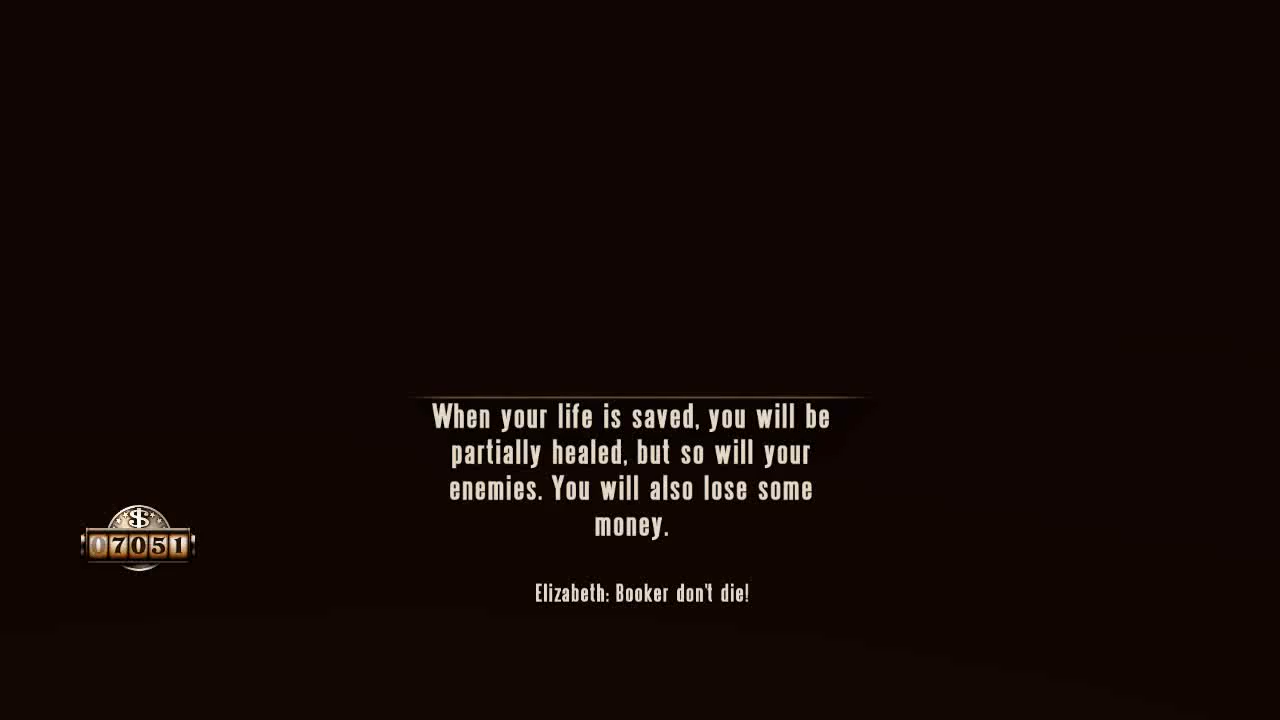 When your life is saved, you will be
partially healed, but so will your
enemies. You will also lose some
money.
$
07051
Elizabeth: Booker don't die!